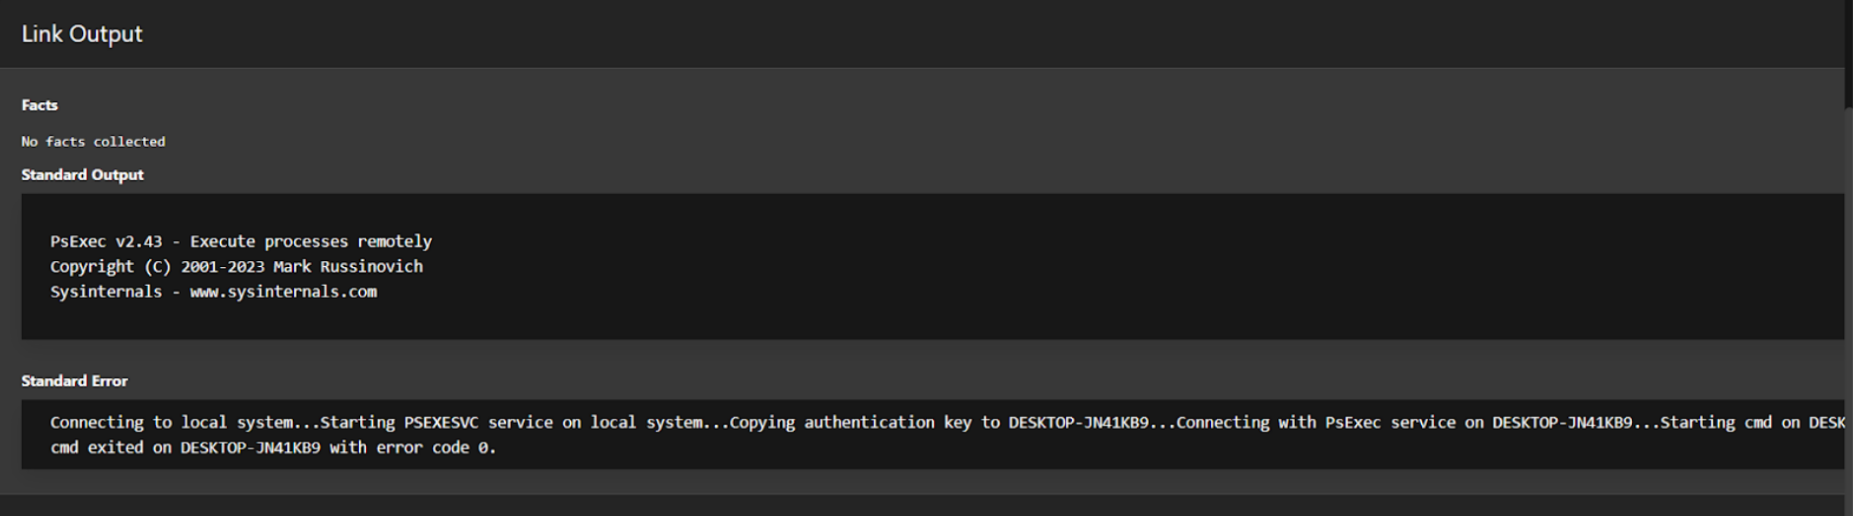 Link Output
Facts
No facts collected
Standard Output
PsExec v2.43 - Execute processes remotely
Copyright (C) 2001-2023 Mark Russinovich
Sysinternals - www.sysinternals.com
Standard Error
Connecting to local system...Starting PSEXESVC service on local system...Copying authentication key to DESKTOP-JN41KB9...Connecting with PsExec service on DESKTOP-JN41KB9...Starting cmd on DESK
cmd exited on DESKTOP-JN41KB9 with error code 0.